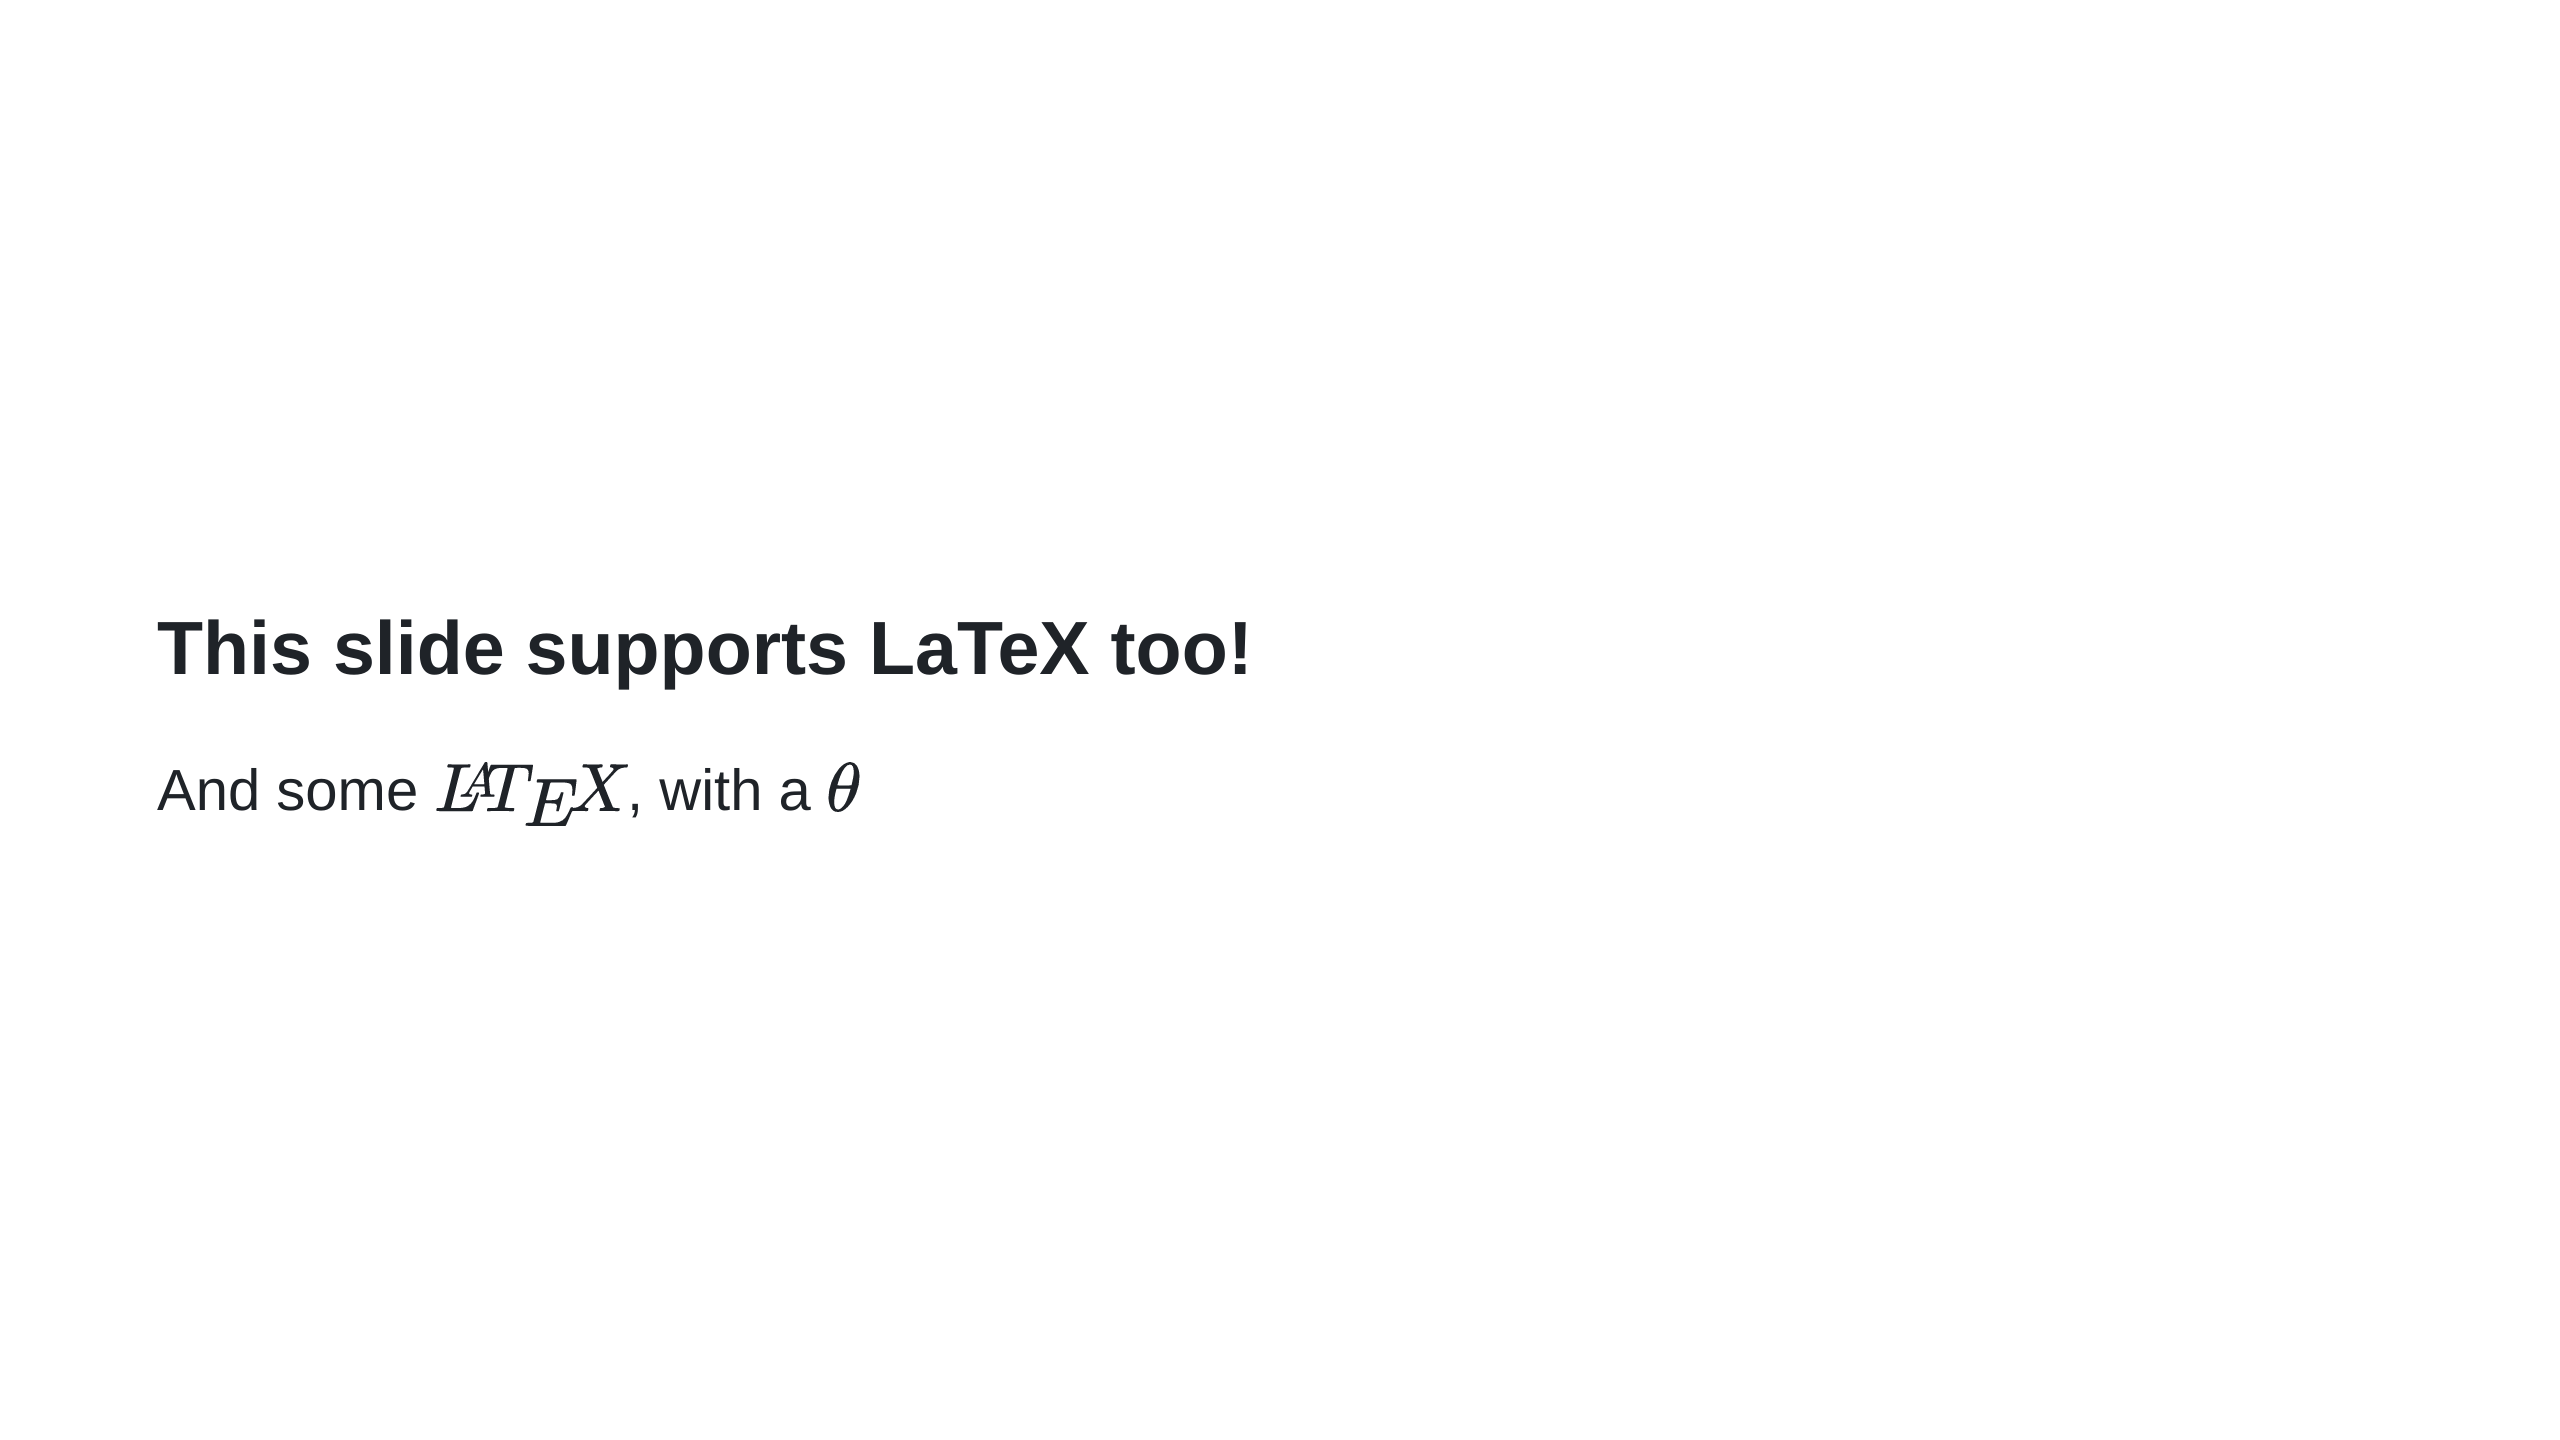 This slide supports LaTeX too!
And some LATEX, with a θ